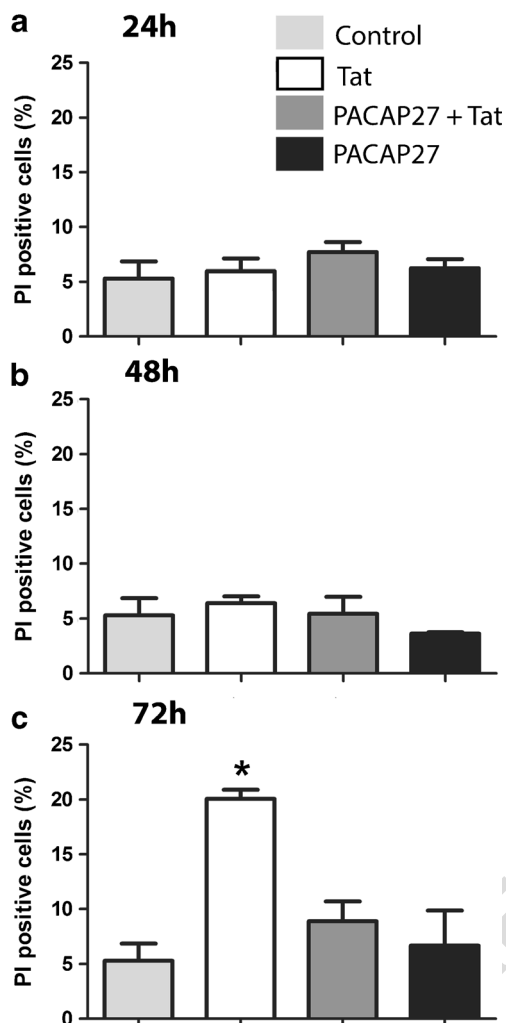 a
24h
Control
Tat
PACAP27 + Tat
PACAP27
PI positive cells (%)
25
20
15
10
5
0
b
48h
PI positive cells (%)
25
20
15
10
5
0
c
72h
PI positive cells (%)
25
20
15
10
5
0
*